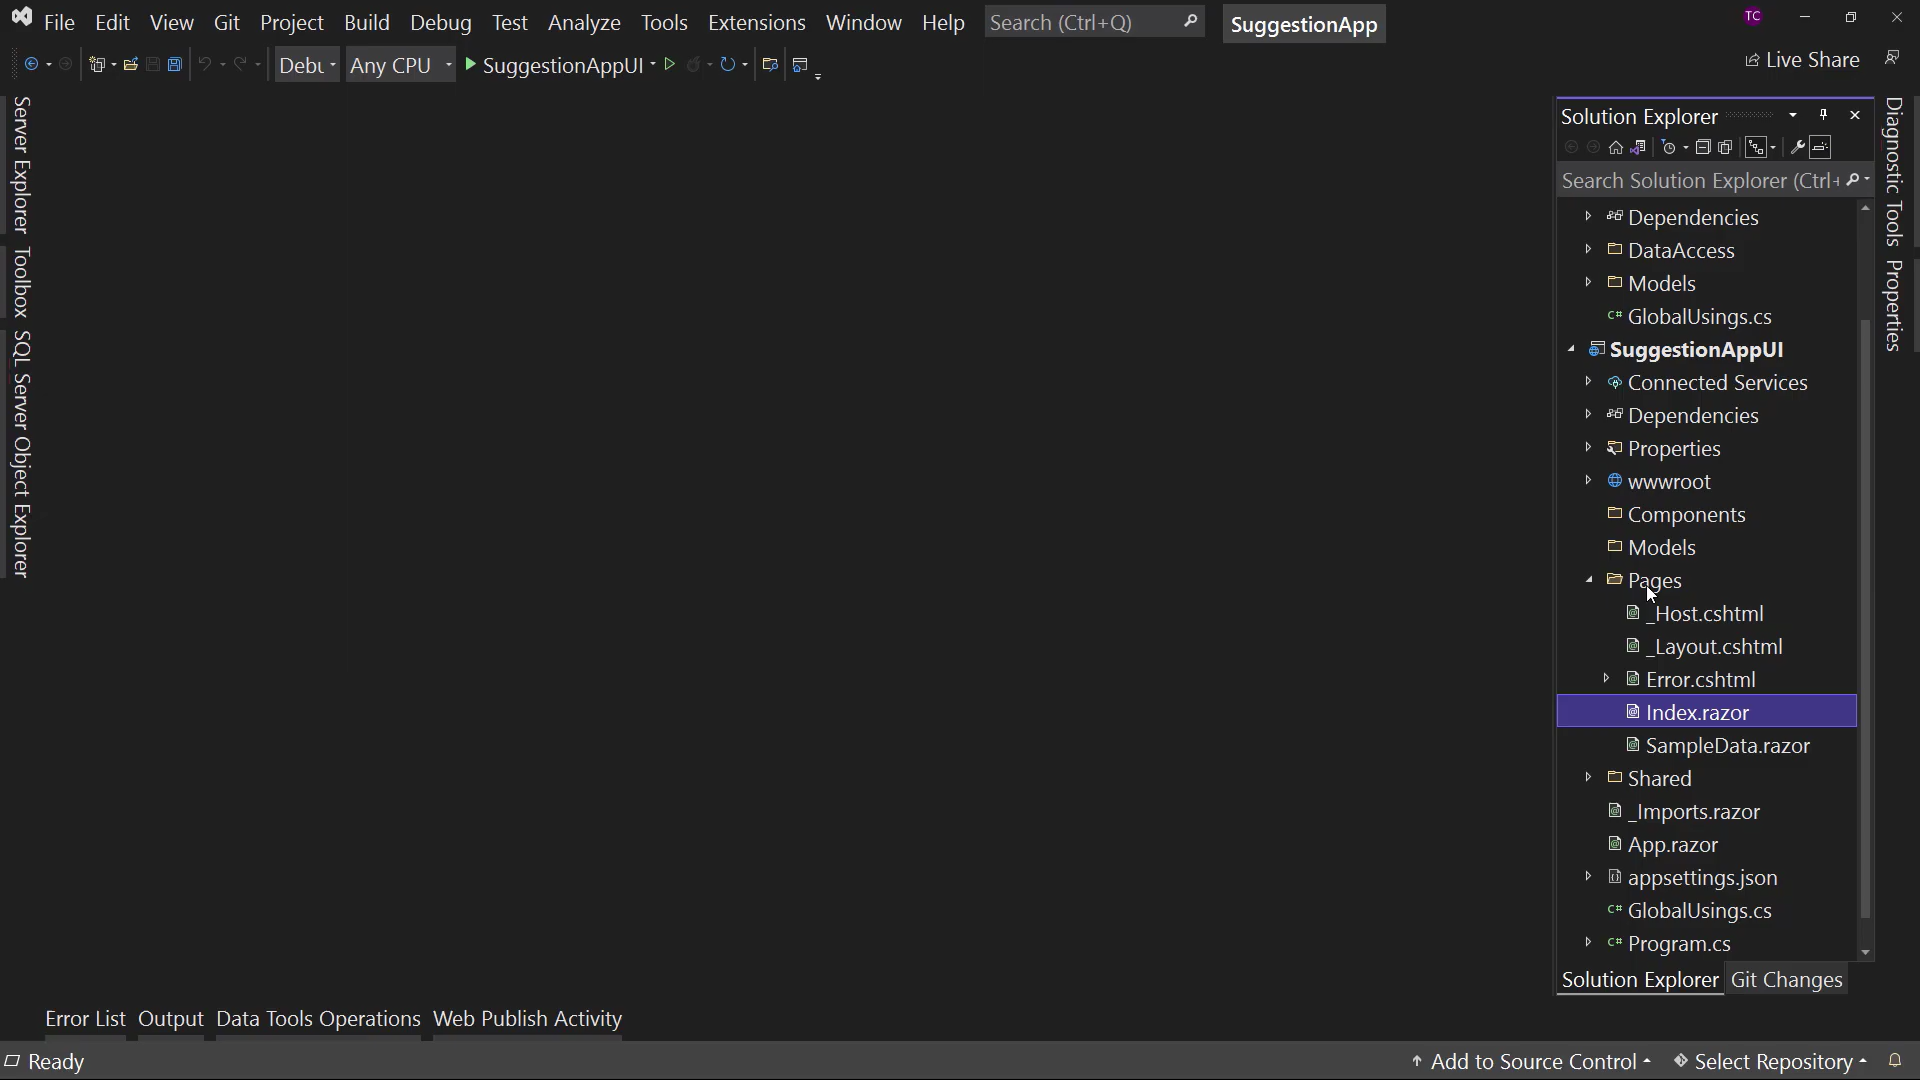 File Edit View Git Project Build Debug Test Analyze Tools Extensions Window Help Search (Ctrl+Q) SuggestionApp TC
Debu Any CPU SuggestionAppUI Live Share
Server Explorer
Toolbox
SQL Server Object Explorer
Solution Explorer
Search Solution Explorer (Ctrl+
Dependencies
DataAccess
Models
GlobalUsings.cs
SuggestionAppUI
Connected Services
Dependencies
Properties
wwwroot
Components
Models
Pages
_Host.cshtml
_Layout.cshtml
Error.cshtml
Index.razor
SampleData.razor
Shared
_Imports.razor
App.razor
appsettings.json
GlobalUsings.cs
Program.cs
Solution Explorer Git Changes
Diagnostic Tools
Properties
Error List Output Data Tools Operations Web Publish Activity
Ready Add to Source Control Select Repository